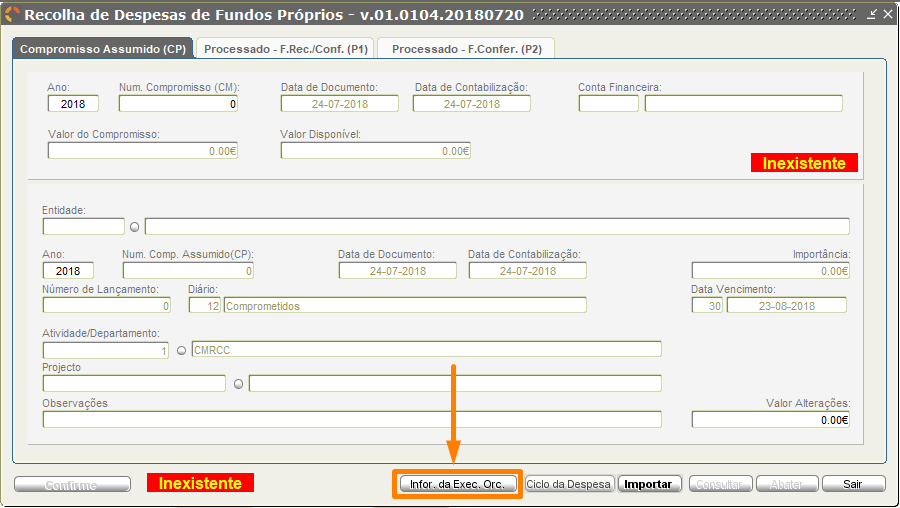 Recolha de Despesas de Fundos Próprios - v.01.0104.20180720
Compromisso Assumido (CP) Processado - F.Rec./Conf. (P1) Processado - F.Confer. (P2)
Ano: Num. Compromisso (CM): Data de Documento: Data de Contabilização: Conta Financeira:
2018 0 24-07-2018 24-07-2018
Valor do Compromisso: Valor Disponível:
0.00€ 0.00€
Inexistente
Entidade:
Ano: Num. Comp. Assumido(CP): Data de Documento: Data de Contabilização: Importância:
2018 0 24-07-2018 24-07-2018 0.00€
Número de Lançamento: Diário: Data Vencimento:
0 12 Comprometidos 30 23-08-2018
Atividade/Departamento:
1 CMRCC
Projecto
Observações Valor Alterações:
0.00€
Confirme Inexistente Infor. da Exec. Orc. Ciclo da Despesa Importar Consultar Abater Sair